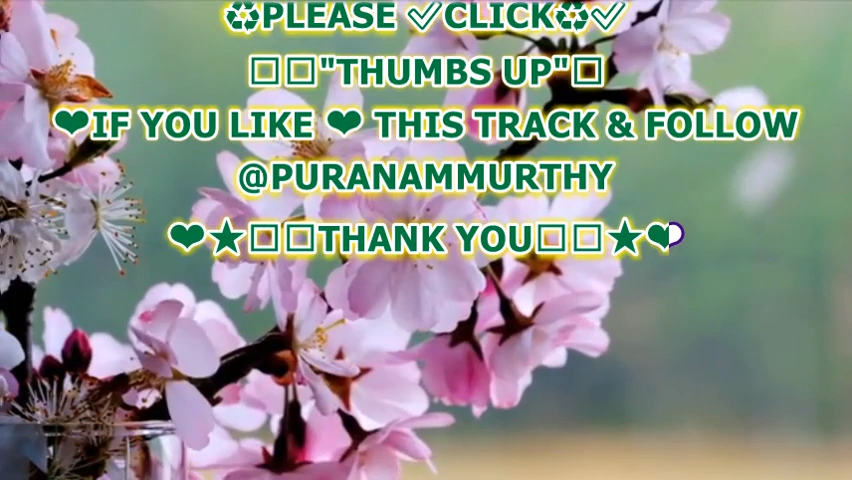 ♻PLEASE ✅CLICK♻✅
□□"THUMBS UP"□
❤IF YOU LIKE ❤ THIS TRACK & FOLLOW
@PURANAMMURTHY
❤★□□THANK YOU□□★❤